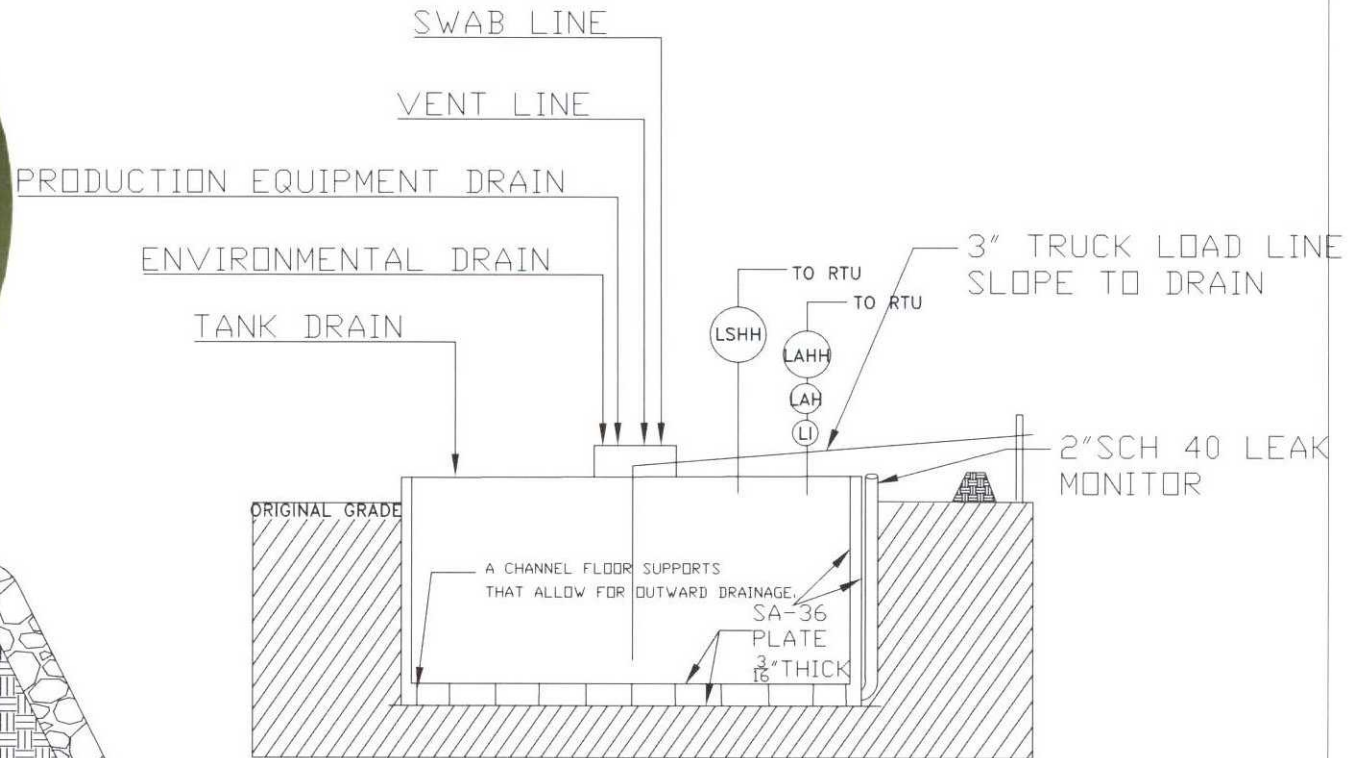 SWAB LINE
VENT LINE
PRODUCTION EQUIPMENT DRAIN
ENVIRONMENTAL DRAIN
TANK DRAIN
TO RTU
TO RTU
3" TRUCK LOAD LINE
SLOPE TO DRAIN
LSHH
LAHH
LAH
LI
2"SCH 40 LEAK
MONITOR
ORIGINAL GRADE
A CHANNEL FLOOR SUPPORTS
THAT ALLOW FOR OUTWARD DRAINAGE.
SA-36
PLATE
3/16"THICK